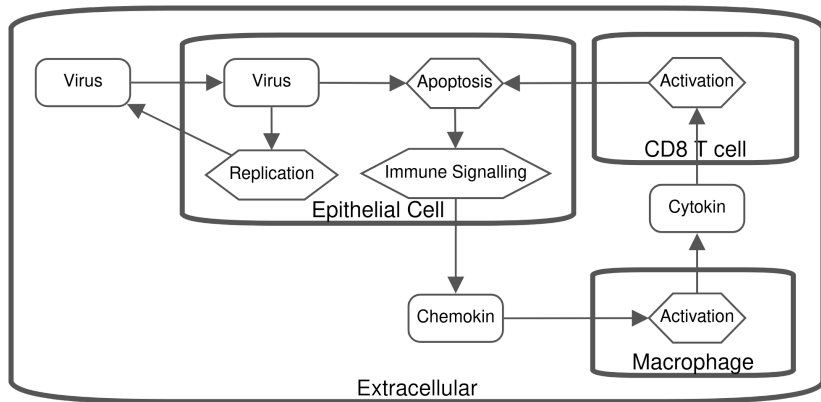 Virus
Virus
Apoptosis
Activation
Replication
Immune Signalling
CD8 T cell
Epithelial Cell
Cytokin
Chemokin
Activation
Macrophage
Extracellular